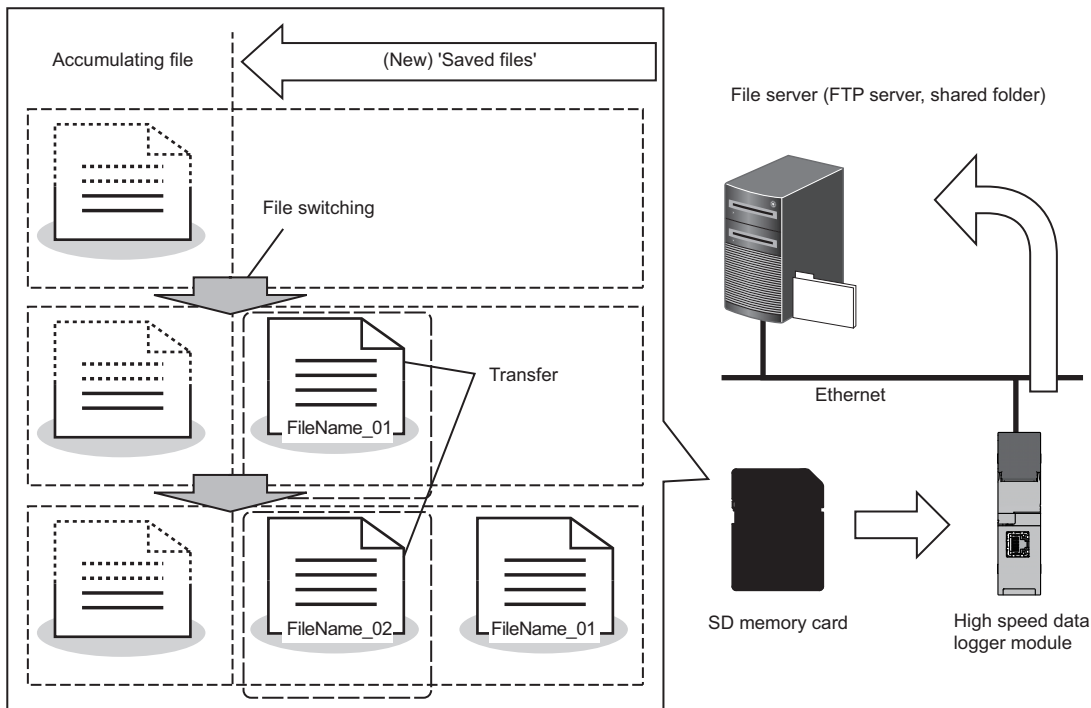 Accumulating file
(New) 'Saved files'
File server (FTP server, shared folder)
File switching
Transfer
FileName_01
Ethernet
FileName_02
FileName_01
SD memory card
High speed data
logger module